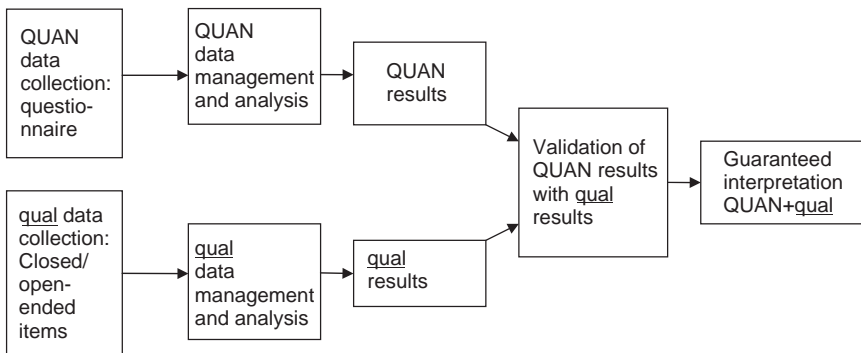 QUAN
data
collection:
questio-
nnaire
QUAN
data
management
and analysis
QUAN
results
qual data
collection:
Closed/
open-
ended
items
qual
data
management
and analysis
qual
results
Validation of
QUAN results
with qual
results
Guaranteed
interpretation
QUAN+qual